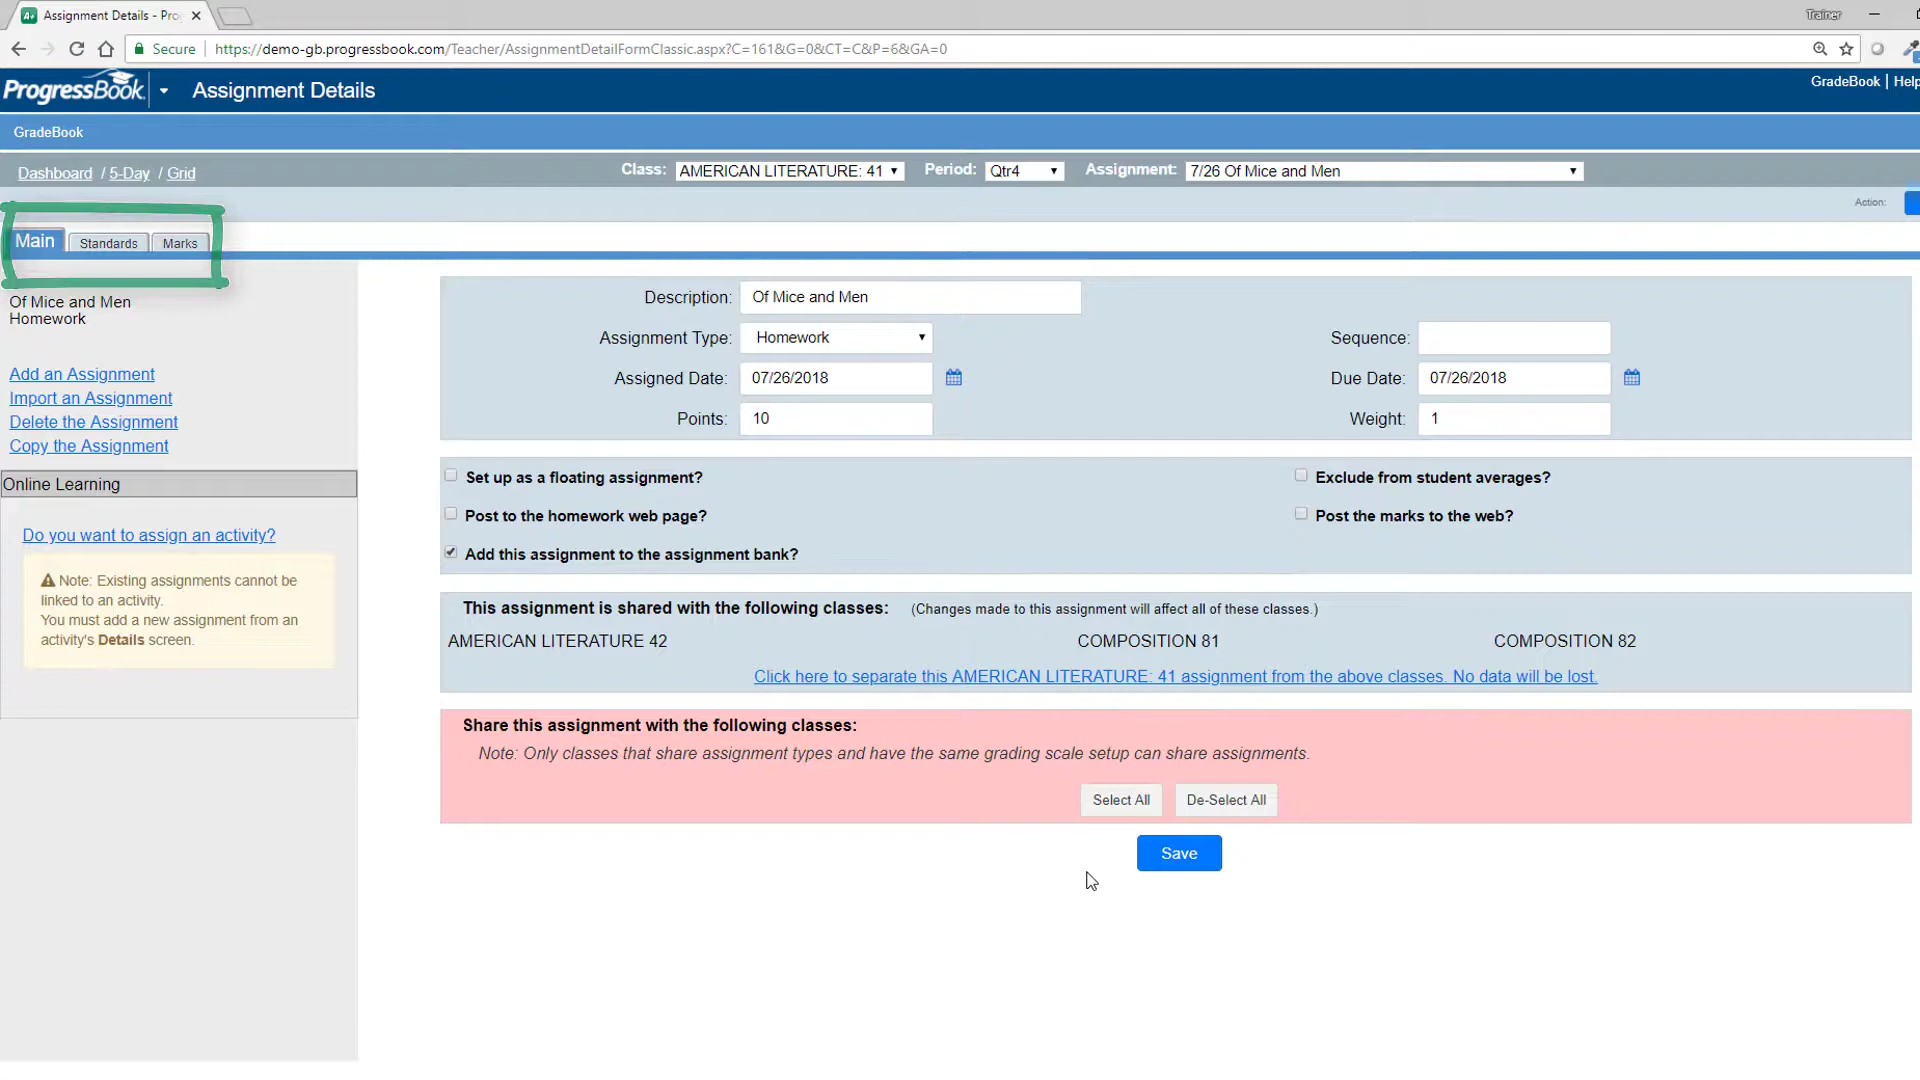 Assignment Details - Pro
Trainer
Secure
https://demo-gb.progressbook.com/Teacher/AssignmentDetailFormClassic.aspx?C=161&G=0&CT=C&P=6&GA=0
ProgressBook
Assignment Details
GradeBook | Help
GradeBook
Dashboard / 5-Day / Grid
Class: AMERICAN LITERATURE: 41
Period: Qtr4
Assignment: 7/26 Of Mice and Men
Action:
Main
Standards
Marks
Of Mice and Men
Homework
Add an Assignment
Import an Assignment
Delete the Assignment
Copy the Assignment
Online Learning
Do you want to assign an activity?
Note: Existing assignments cannot be
linked to an activity.
You must add a new assignment from an
activity's Details screen.
Description: Of Mice and Men
Assignment Type: Homework
Sequence:
Assigned Date: 07/26/2018
Due Date: 07/26/2018
Points: 10
Weight: 1
Set up as a floating assignment?
Exclude from student averages?
Post to the homework web page?
Post the marks to the web?
Add this assignment to the assignment bank?
This assignment is shared with the following classes: (Changes made to this assignment will affect all of these classes.)
AMERICAN LITERATURE 42
COMPOSITION 81
COMPOSITION 82
Click here to separate this AMERICAN LITERATURE: 41 assignment from the above classes. No data will be lost.
Share this assignment with the following classes:
Note: Only classes that share assignment types and have the same grading scale setup can share assignments.
Select All
De-Select All
Save